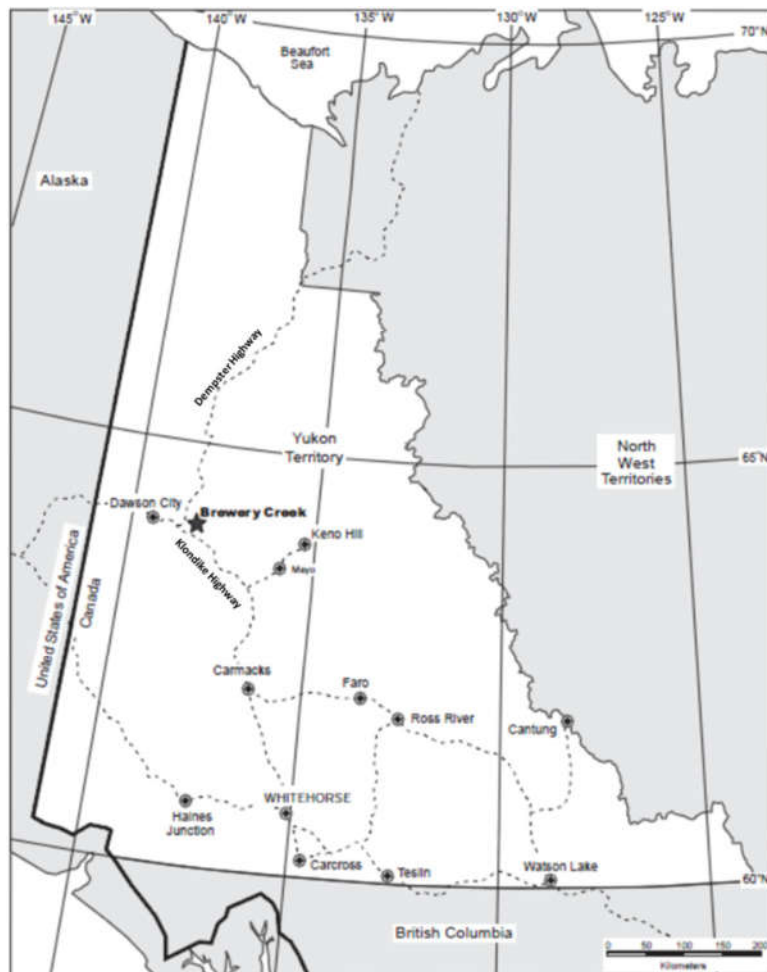 145°W
140°W
135°W
130°W
125°W
70°N
Beaufort
Sea
Alaska
Dempster Highway
Yukon
Territory
North
West
Territories
65°N
Dawson City
Brewery Creek
Keno Hill
Mayo
Klondike Highway
United States of America
Canada
Carmacks
Faro
Ross River
Cantung
WHITEHORSE
Haines
Junction
Carcross
Teslin
Watson Lake
60°N
British Columbia
0 50 100 150 200
Kilometers